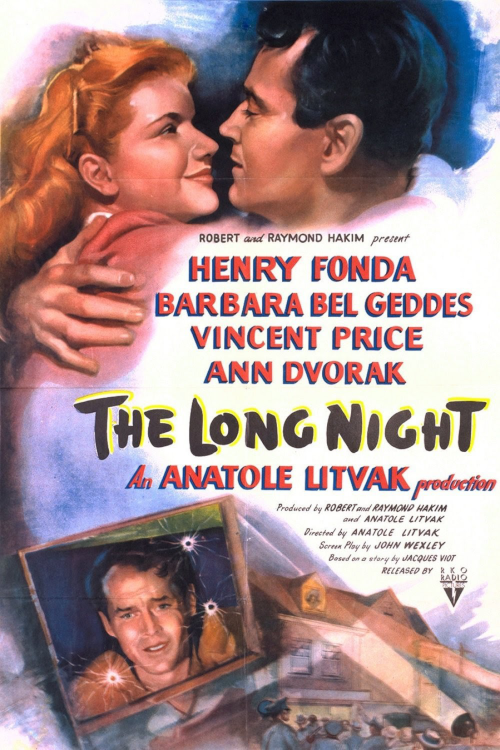 ROBERT and RAYMOND HAKIM present
HENRY FONDA
BARBARA BEL GEDDES
VINCENT PRICE
ANN DVORAK
THE LONG NIGHT
An ANATOLE LITVAK production
Produced by ROBERT and RAYMOND HAKIM
and ANATOLE LITVAK
Directed by ANATOLE LITVAK
Screen Play by JOHN WEXLEY
Based on a story by JACQUES VIOT
RELEASED BY RKO
RADIO
PICTURES